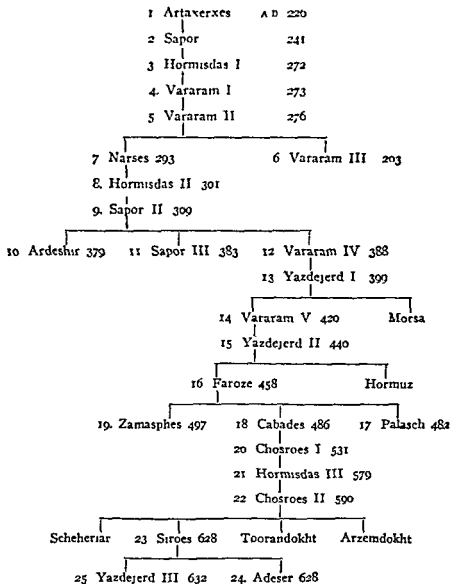 1 Artaxerxes A D 220
2 Sapor 241
3 Hormisdas I 272
4. Vararam I 273
5 Vararam II 276
7 Narses 293 6 Vararam III 203
8. Hormisdas II 301
9. Sapor II 309
10 Ardeshir 379 11 Sapor III 383 12 Vararam IV 388
13 Yazdejerd I 399
14 Vararam V 420 Morsa
15 Yazdejerd II 440
16 Faroze 458 Hormuz
19. Zamasphes 497 18 Cabades 486 17 Palasch 482
20 Chosroes I 531
21 Hormisdas III 579
22 Chosroes II 590
Scheheriar 23 Siroes 628 Toorandokht Arzemdokht
25 Yazdejerd III 632 24. Adeser 628